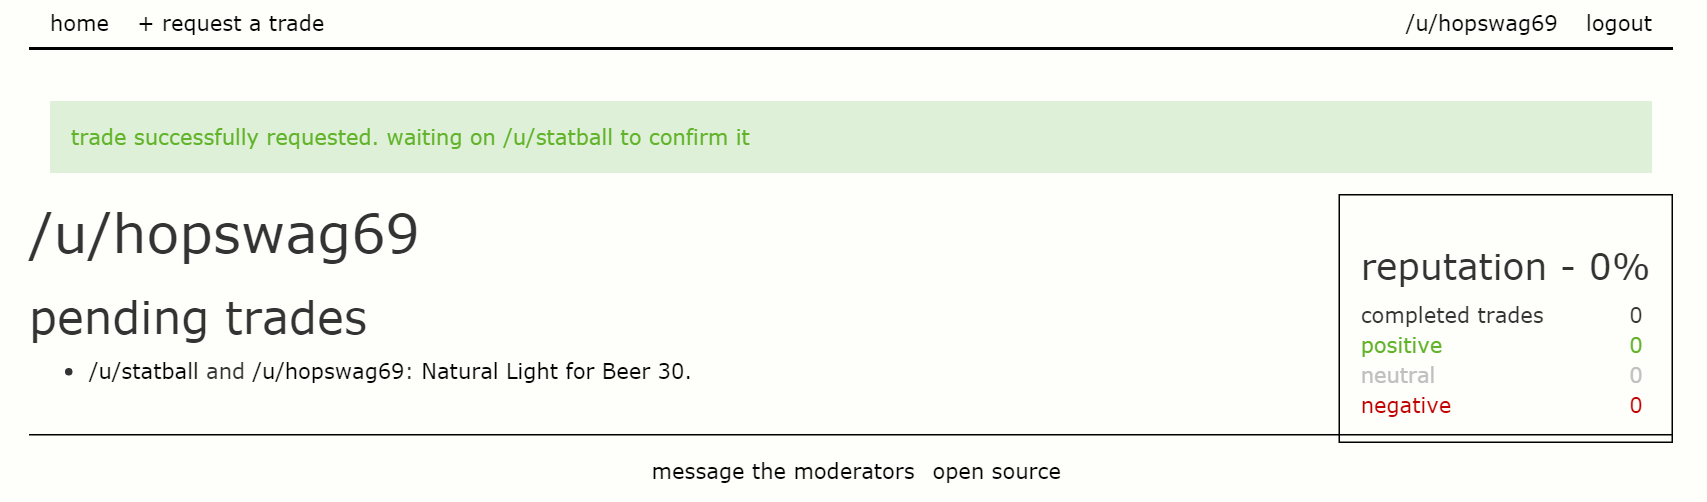 home + request a trade /u/hopswag69 logout
trade successfully requested. waiting on /u/statball to confirm it
/u/hopswag69
pending trades
• /u/statball and /u/hopswag69: Natural Light for Beer 30.
reputation - 0%
completed trades 0
positive 0
neutral 0
negative 0
message the moderators open source